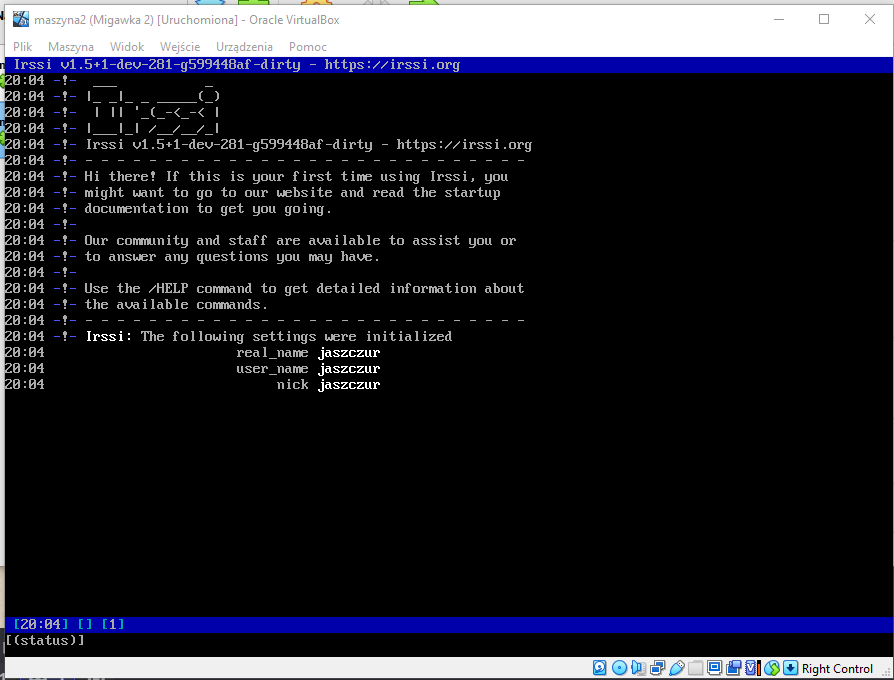 maszyna2 (Migawka 2) [Uruchomiona] - Oracle VirtualBox
Plik Maszyna Widok Wejście Urządzenia Pomoc
Irssi v1.5+1-dev-281-g599448af-dirty - https://irssi.org
20:04 -!-  ___           _
20:04 -!- |_ _|_ _ _____(_)
20:04 -!-  | || '_(_-<_-< |
20:04 -!- |___|_| /__/__/_|
20:04 -!- Irssi v1.5+1-dev-281-g599448af-dirty - https://irssi.org
20:04 -!- - - - - - - - - - - - - - - - - - - - - - - - - - - - -
20:04 -!- Hi there! If this is your first time using Irssi, you
20:04 -!- might want to go to our website and read the startup
20:04 -!- documentation to get you going.
20:04 -!-
20:04 -!- Our community and staff are available to assist you or
20:04 -!- to answer any questions you may have.
20:04 -!-
20:04 -!- Use the /HELP command to get detailed information about
20:04 -!- the available commands.
20:04 -!- - - - - - - - - - - - - - - - - - - - - - - - - - - - -
20:04 -!- Irssi: The following settings were initialized
20:04 real_name jaszczur
20:04 user_name jaszczur
20:04 nick jaszczur
[20:04] [] [1]
[(status)]
Right Control